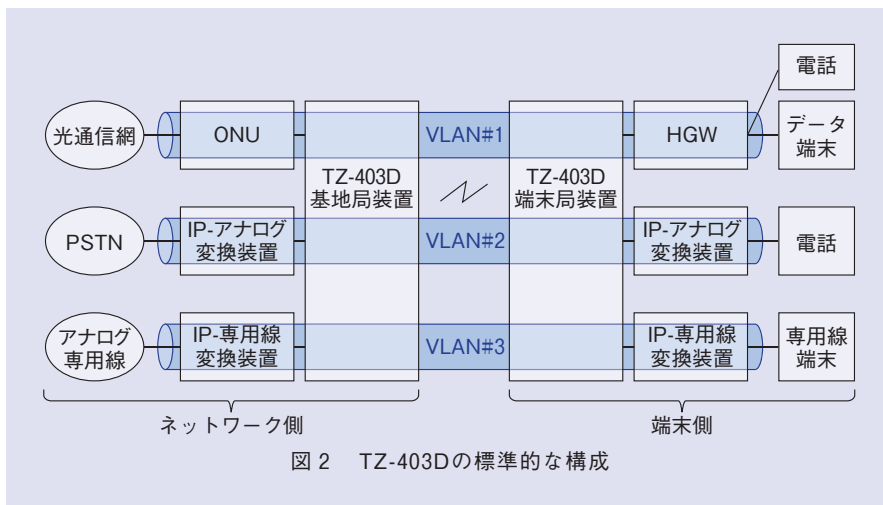 電話
光通信網
ONU
VLAN#1
HGW
データ
端末
TZ-403D
基地局装置
TZ-403D
端末局装置
PSTN
IP-アナログ
変換装置
VLAN#2
IP-アナログ
変換装置
電話
アナログ
専用線
IP-専用線
変換装置
VLAN#3
IP-専用線
変換装置
専用線
端末
ネットワーク側
端末側
図2 TZ-403Dの標準的な構成